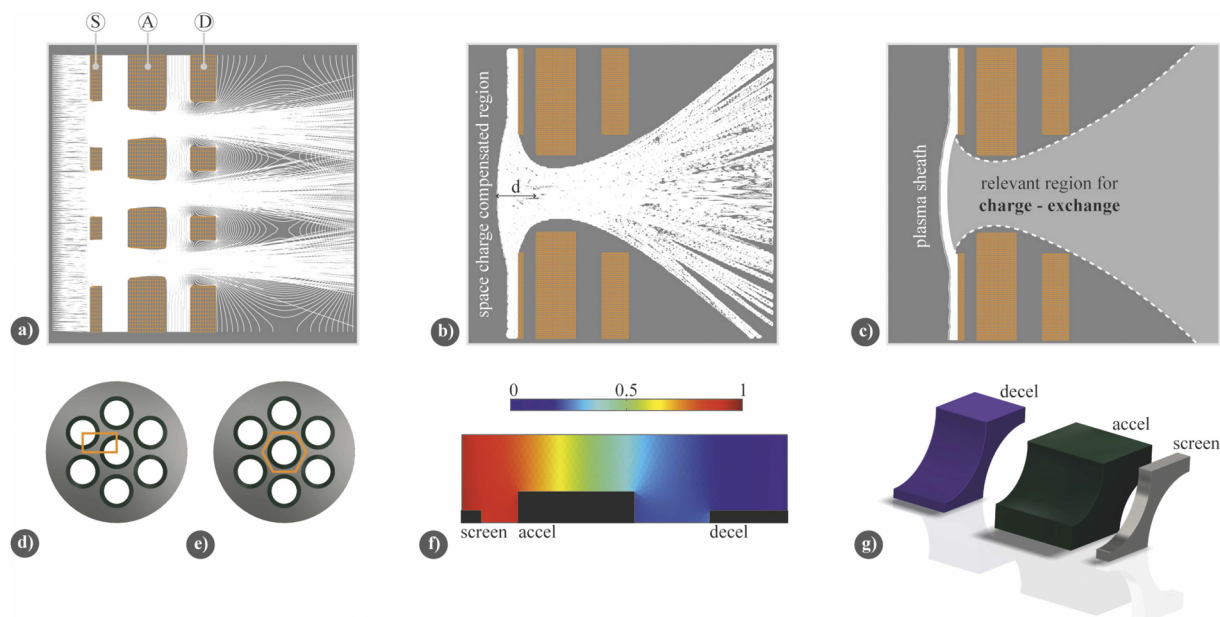 S A D
space charge compensated region
d
plasma sheath
relevant region for
charge - exchange
a)
b)
c)
0 0.5 1
decel
accel
screen
screen accel decel
d)
e)
f)
g)